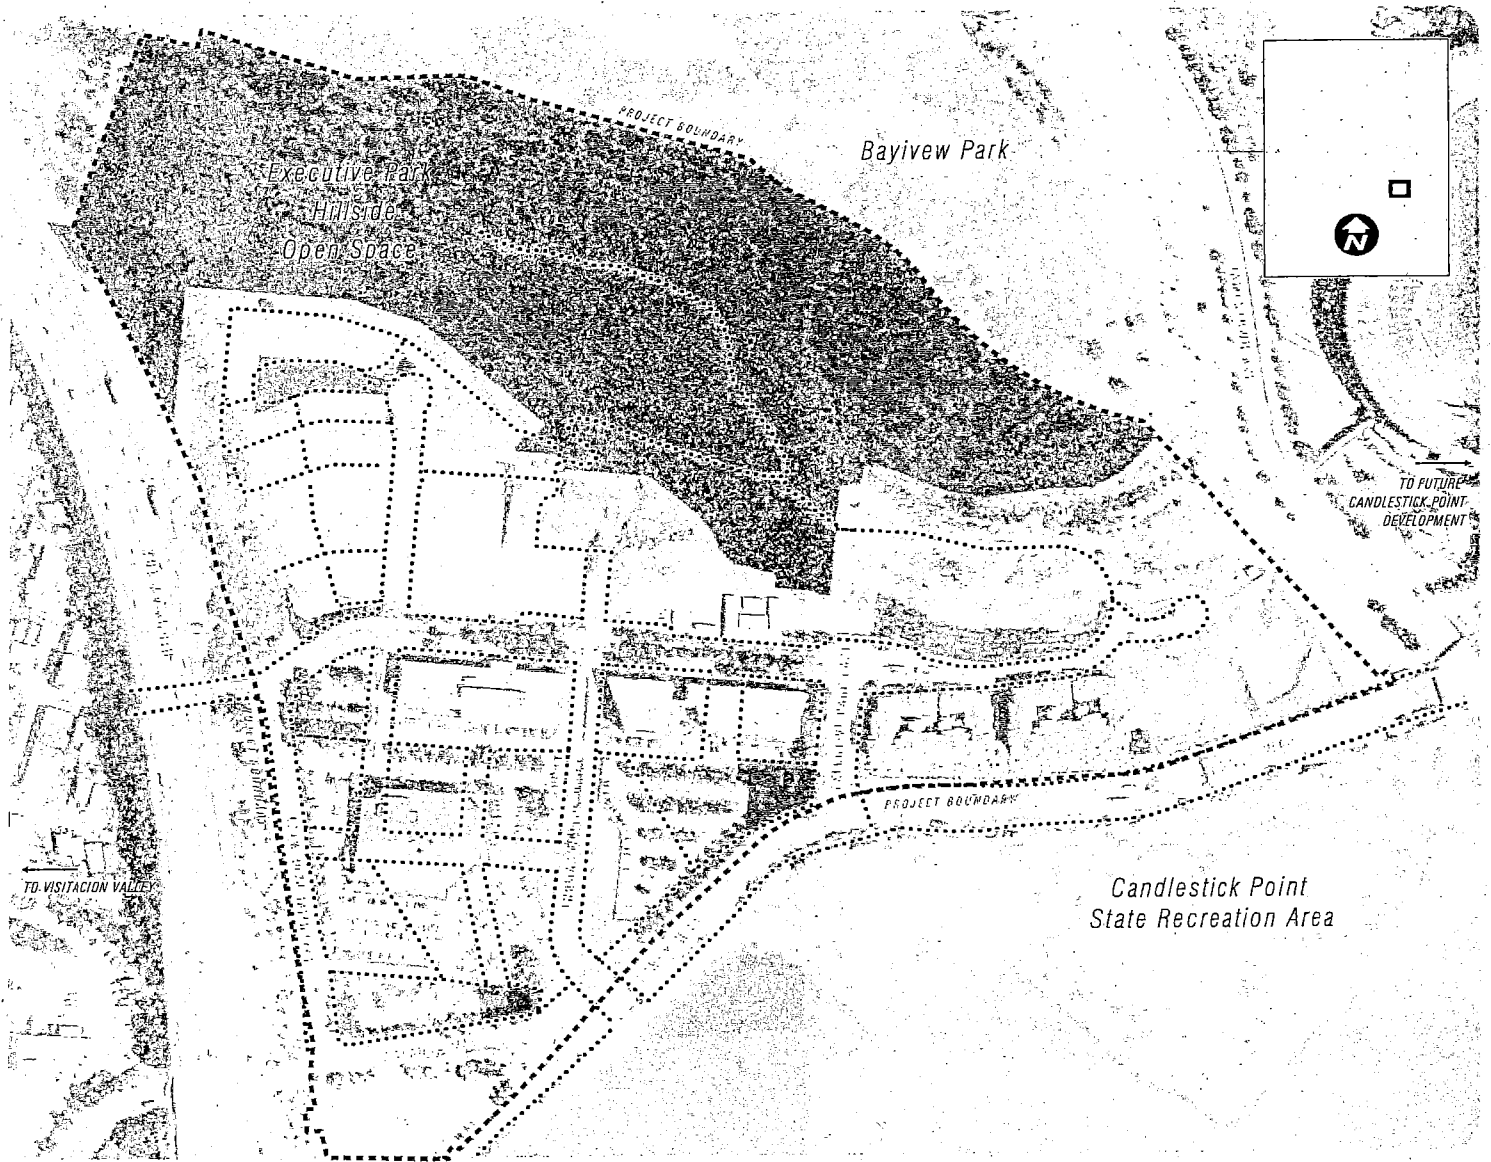 PROJECT BOUNDARY
Bayivew Park
Executive Park
Hillside
Open Space
N
TO FUTURE
CANDLESTICK POINT
DEVELOPMENT
PROJECT BOUNDARY
TO VISITACION VALLEY
Candlestick Point
State Recreation Area